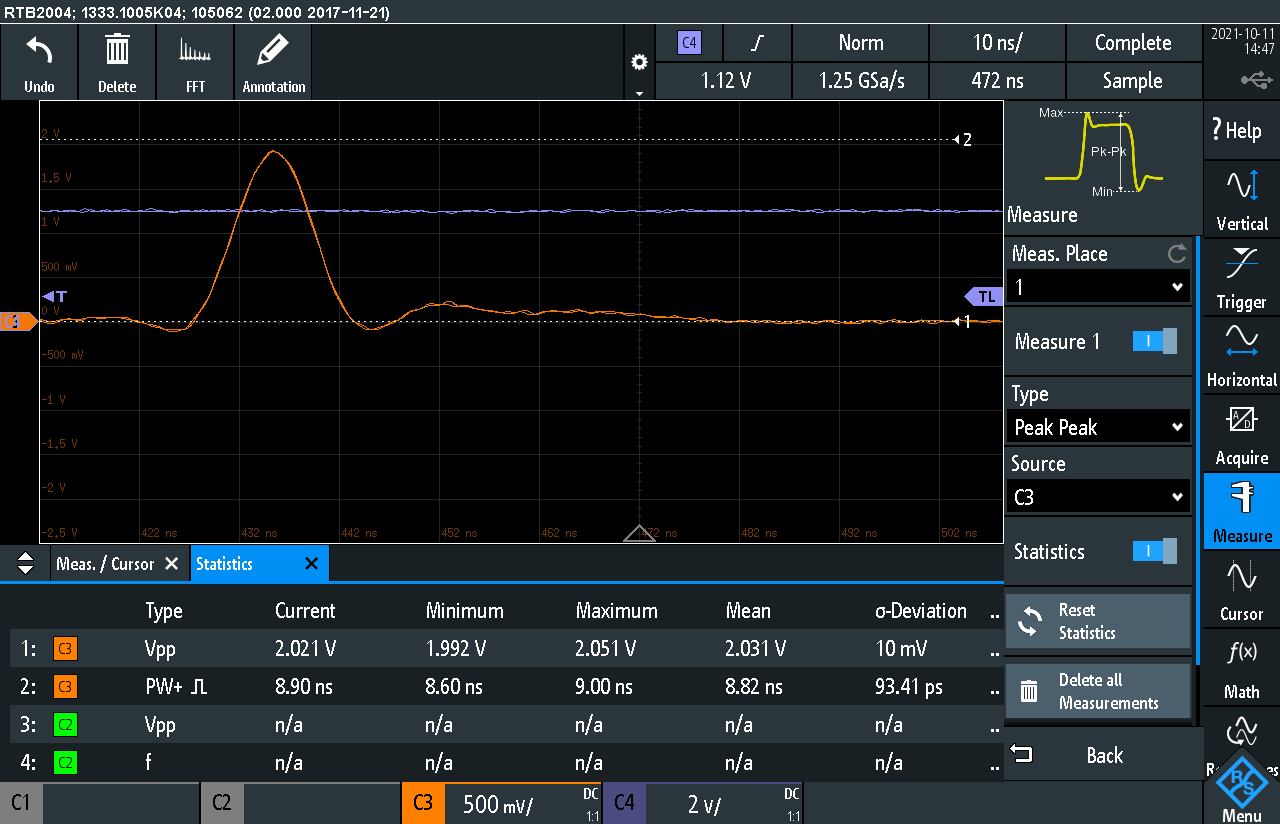 RTB2004; 1333.1005K04; 105062 (02.000 2017-11-21)
Undo
Delete
FFT
Annotation
C4
Norm
10 ns/
Complete
1.12 V
1.25 GSa/s
472 ns
Sample
2021-10-11
14:47
2 V
1.5 V
1 V
500 mV
0 V
-500 mV
-1 V
-1.5 V
-2 V
-2.5 V
2
T
TL
C3
1
422 ns
432 ns
442 ns
452 ns
462 ns
472 ns
482 ns
492 ns
502 ns
Max
Pk-Pk
Min
Measure
Meas. Place
1
Measure 1
I
Type
Peak Peak
Source
C3
Statistics
I
Reset
Statistics
Delete all
Measurements
Back
? Help
Vertical
Trigger
Horizontal
A
D
Acquire
Measure
Cursor
f(x)
Math
R&S
Menu
Meas. / Cursor
Statistics
Type Current Minimum Maximum Mean σ-Deviation ..
1: C3 Vpp 2.021 V 1.992 V 2.051 V 2.031 V 10 mV ..
2: C3 PW+ 8.90 ns 8.60 ns 9.00 ns 8.82 ns 93.41 ps ..
3: C2 Vpp n/a n/a n/a n/a n/a ..
4: C2 f n/a n/a n/a n/a n/a ..
C1
C2
C3
500 mV/
DC
1:1
C4
2 V/
DC
1:1